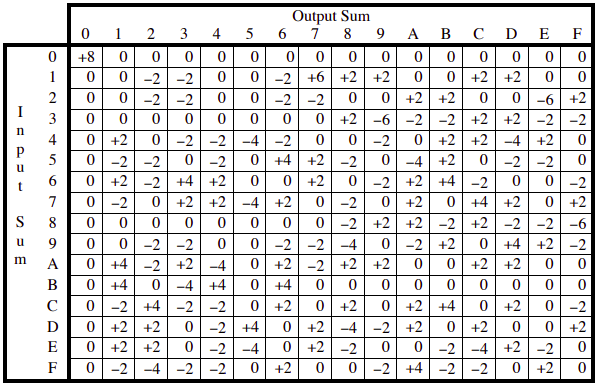 Output Sum
0 1 2 3 4 5 6 7 8 9 A B C D E F
Input Sum
0 +8 0 0 0 0 0 0 0 0 0 0 0 0 0 0 0
1 0 0 −2 −2 0 0 −2 +6 +2 +2 0 0 +2 +2 0 0
2 0 0 −2 −2 0 0 −2 −2 0 0 +2 +2 0 0 −6 +2
3 0 0 0 0 0 0 0 0 +2 −6 −2 −2 +2 +2 −2 −2
4 0 +2 0 −2 −2 −4 −2 0 0 −2 0 +2 +2 −4 +2 0
5 0 −2 −2 0 −2 0 +4 +2 −2 0 −4 +2 0 −2 −2 0
6 0 +2 −2 +4 +2 0 0 +2 0 −2 +2 +4 −2 0 0 −2
7 0 −2 0 +2 +2 −4 +2 0 −2 0 +2 0 +4 +2 0 +2
8 0 0 0 0 0 0 0 0 −2 +2 +2 −2 +2 −2 −2 −6
9 0 0 −2 −2 0 0 −2 −2 −4 0 −2 +2 0 +4 +2 −2
A 0 +4 −2 +2 −4 0 +2 −2 +2 +2 0 0 +2 +2 0 0
B 0 +4 0 −4 +4 0 +4 0 0 0 0 0 0 0 0 0
C 0 −2 +4 −2 −2 0 +2 0 +2 0 +2 +4 0 +2 0 −2
D 0 +2 +2 0 −2 +4 0 +2 −4 −2 +2 0 +2 0 0 +2
E 0 +2 +2 0 −2 −4 0 +2 −2 0 0 −2 −4 +2 −2 0
F 0 −2 −4 −2 −2 0 +2 0 0 −2 +4 −2 −2 0 +2 0